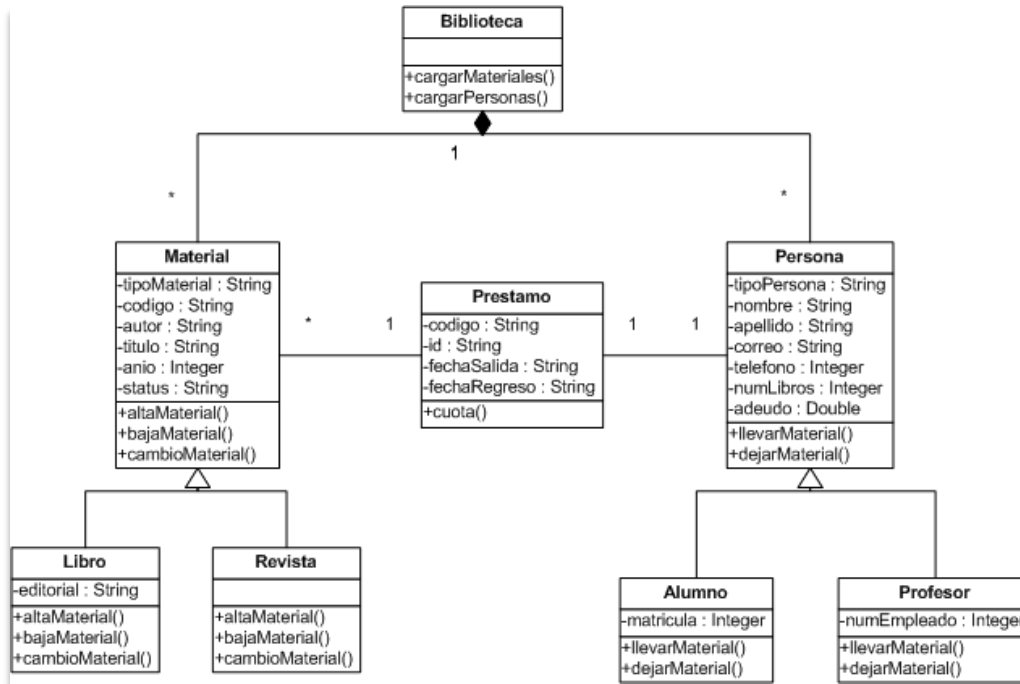 Biblioteca
+cargarMateriales()
+cargarPersonas()
1
*
*
Material
-tipoMaterial : String
-codigo : String
-autor : String
-titulo : String
-anio : Integer
-status : String
+altaMaterial()
+bajaMaterial()
+cambioMaterial()
*
1
Prestamo
-codigo : String
-id : String
-fechaSalida : String
-fechaRegreso : String
+cuota()
1
1
Persona
-tipoPersona : String
-nombre : String
-apellido : String
-correo : String
-telefono : Integer
-numLibros : Integer
-adeudo : Double
+llevarMaterial()
+dejarMaterial()
Libro
-editorial : String
+altaMaterial()
+bajaMaterial()
+cambioMaterial()
Revista
+altaMaterial()
+bajaMaterial()
+cambioMaterial()
Alumno
-matricula : Integer
+llevarMaterial()
+dejarMaterial()
Profesor
-numEmpleado : Integer
+llevarMaterial()
+dejarMaterial()